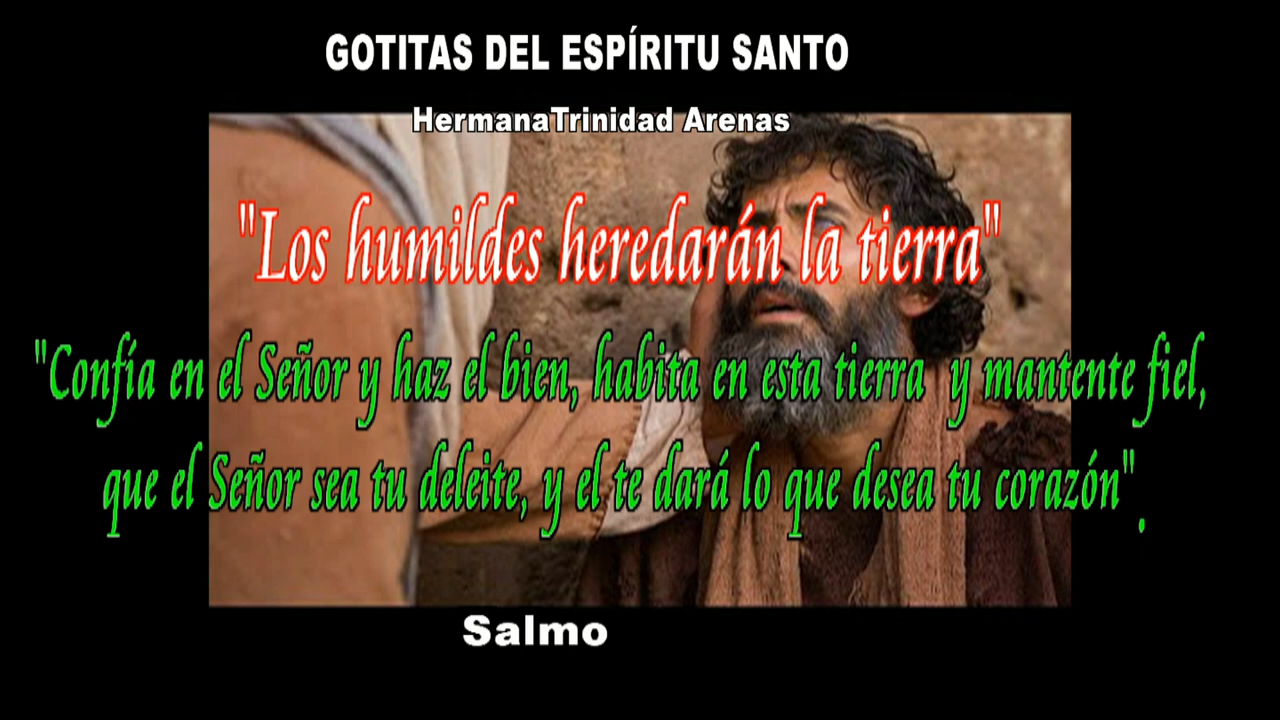 GOTITAS DEL ESPÍRITU SANTO
HermanaTrinidad Arenas
"Los humildes heredarán la tierra"
"Confía en el Señor y haz el bien, habita en esta tierra y mantente fiel,
que el Señor sea tu deleite, y el te dará lo que desea tu corazón".
Salmo